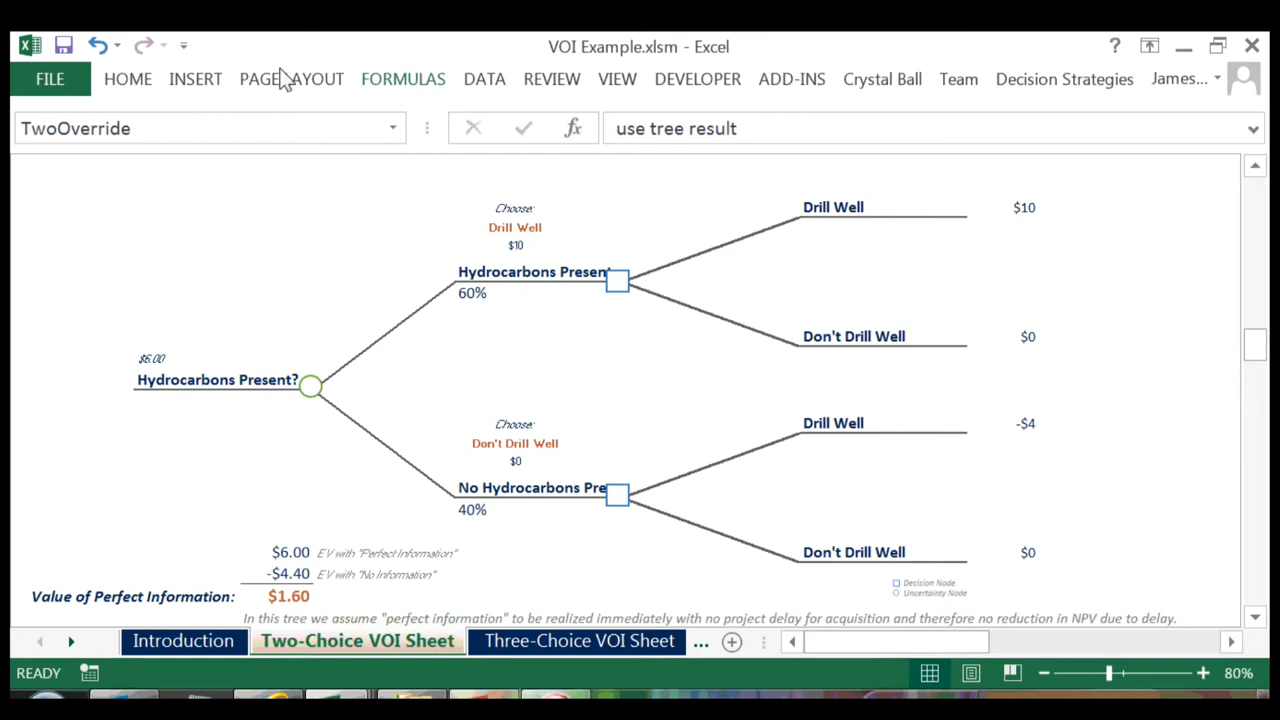 VOI Example.xlsm - Excel
FILE HOME INSERT PAGE LAYOUT FORMULAS DATA REVIEW VIEW DEVELOPER ADD-INS Crystal Ball Team Decision Strategies James...
TwoOverride fx use tree result
Drill Well $10
Choose:
Drill Well
$10
Hydrocarbons Present
60%
Don't Drill Well $0
$6.00
Hydrocarbons Present?
Drill Well -$4
Choose:
Don't Drill Well
$0
No Hydrocarbons Pre
40%
Don't Drill Well $0
$6.00 EV with "Perfect Information"
-$4.40 EV with "No Information"
Decision Node
Uncertainty Node
Value of Perfect Information: $1.60
In this tree we assume "perfect information" to be realized immediately with no project delay for acquisition and therefore no reduction in NPV due to delay.
Introduction Two-Choice VOI Sheet Three-Choice VOI Sheet ...
READY 80%